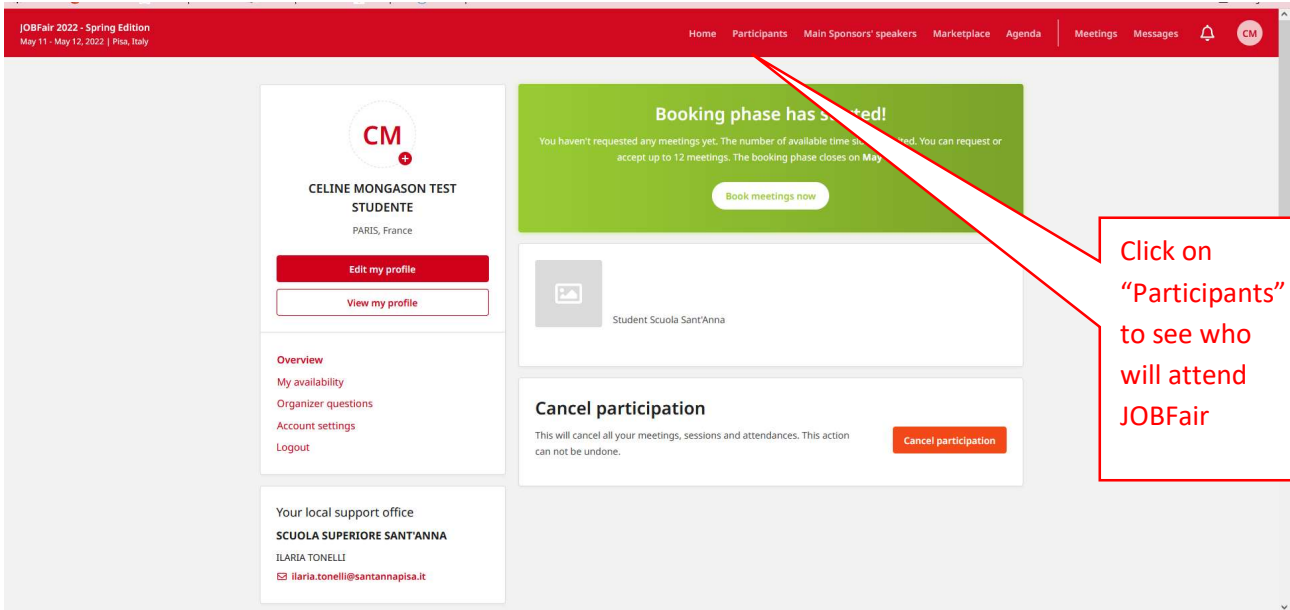 JOBFair 2022 - Spring Edition
May 11 - May 12, 2022 | Pisa, Italy
Home Participants Main Sponsors' speakers Marketplace Agenda Meetings Messages CM
CM
CELINE MONGASON TEST
STUDENTE
PARIS, France
Edit my profile
View my profile
Overview
My availability
Organizer questions
Account settings
Logout
Your local support office
SCUOLA SUPERIORE SANT'ANNA
ILARIA TONELLI
ilaria.tonelli@santannapisa.it
Booking phase has started!
You haven't requested any meetings yet. The number of available time limited. You can request or
accept up to 12 meetings. The booking phase closes on May
Book meetings now
Student Scuola Sant'Anna
Cancel participation
This will cancel all your meetings, sessions and attendances. This action
can not be undone.
Cancel participation
Click on
“Participants”
to see who
will attend
JOBFair